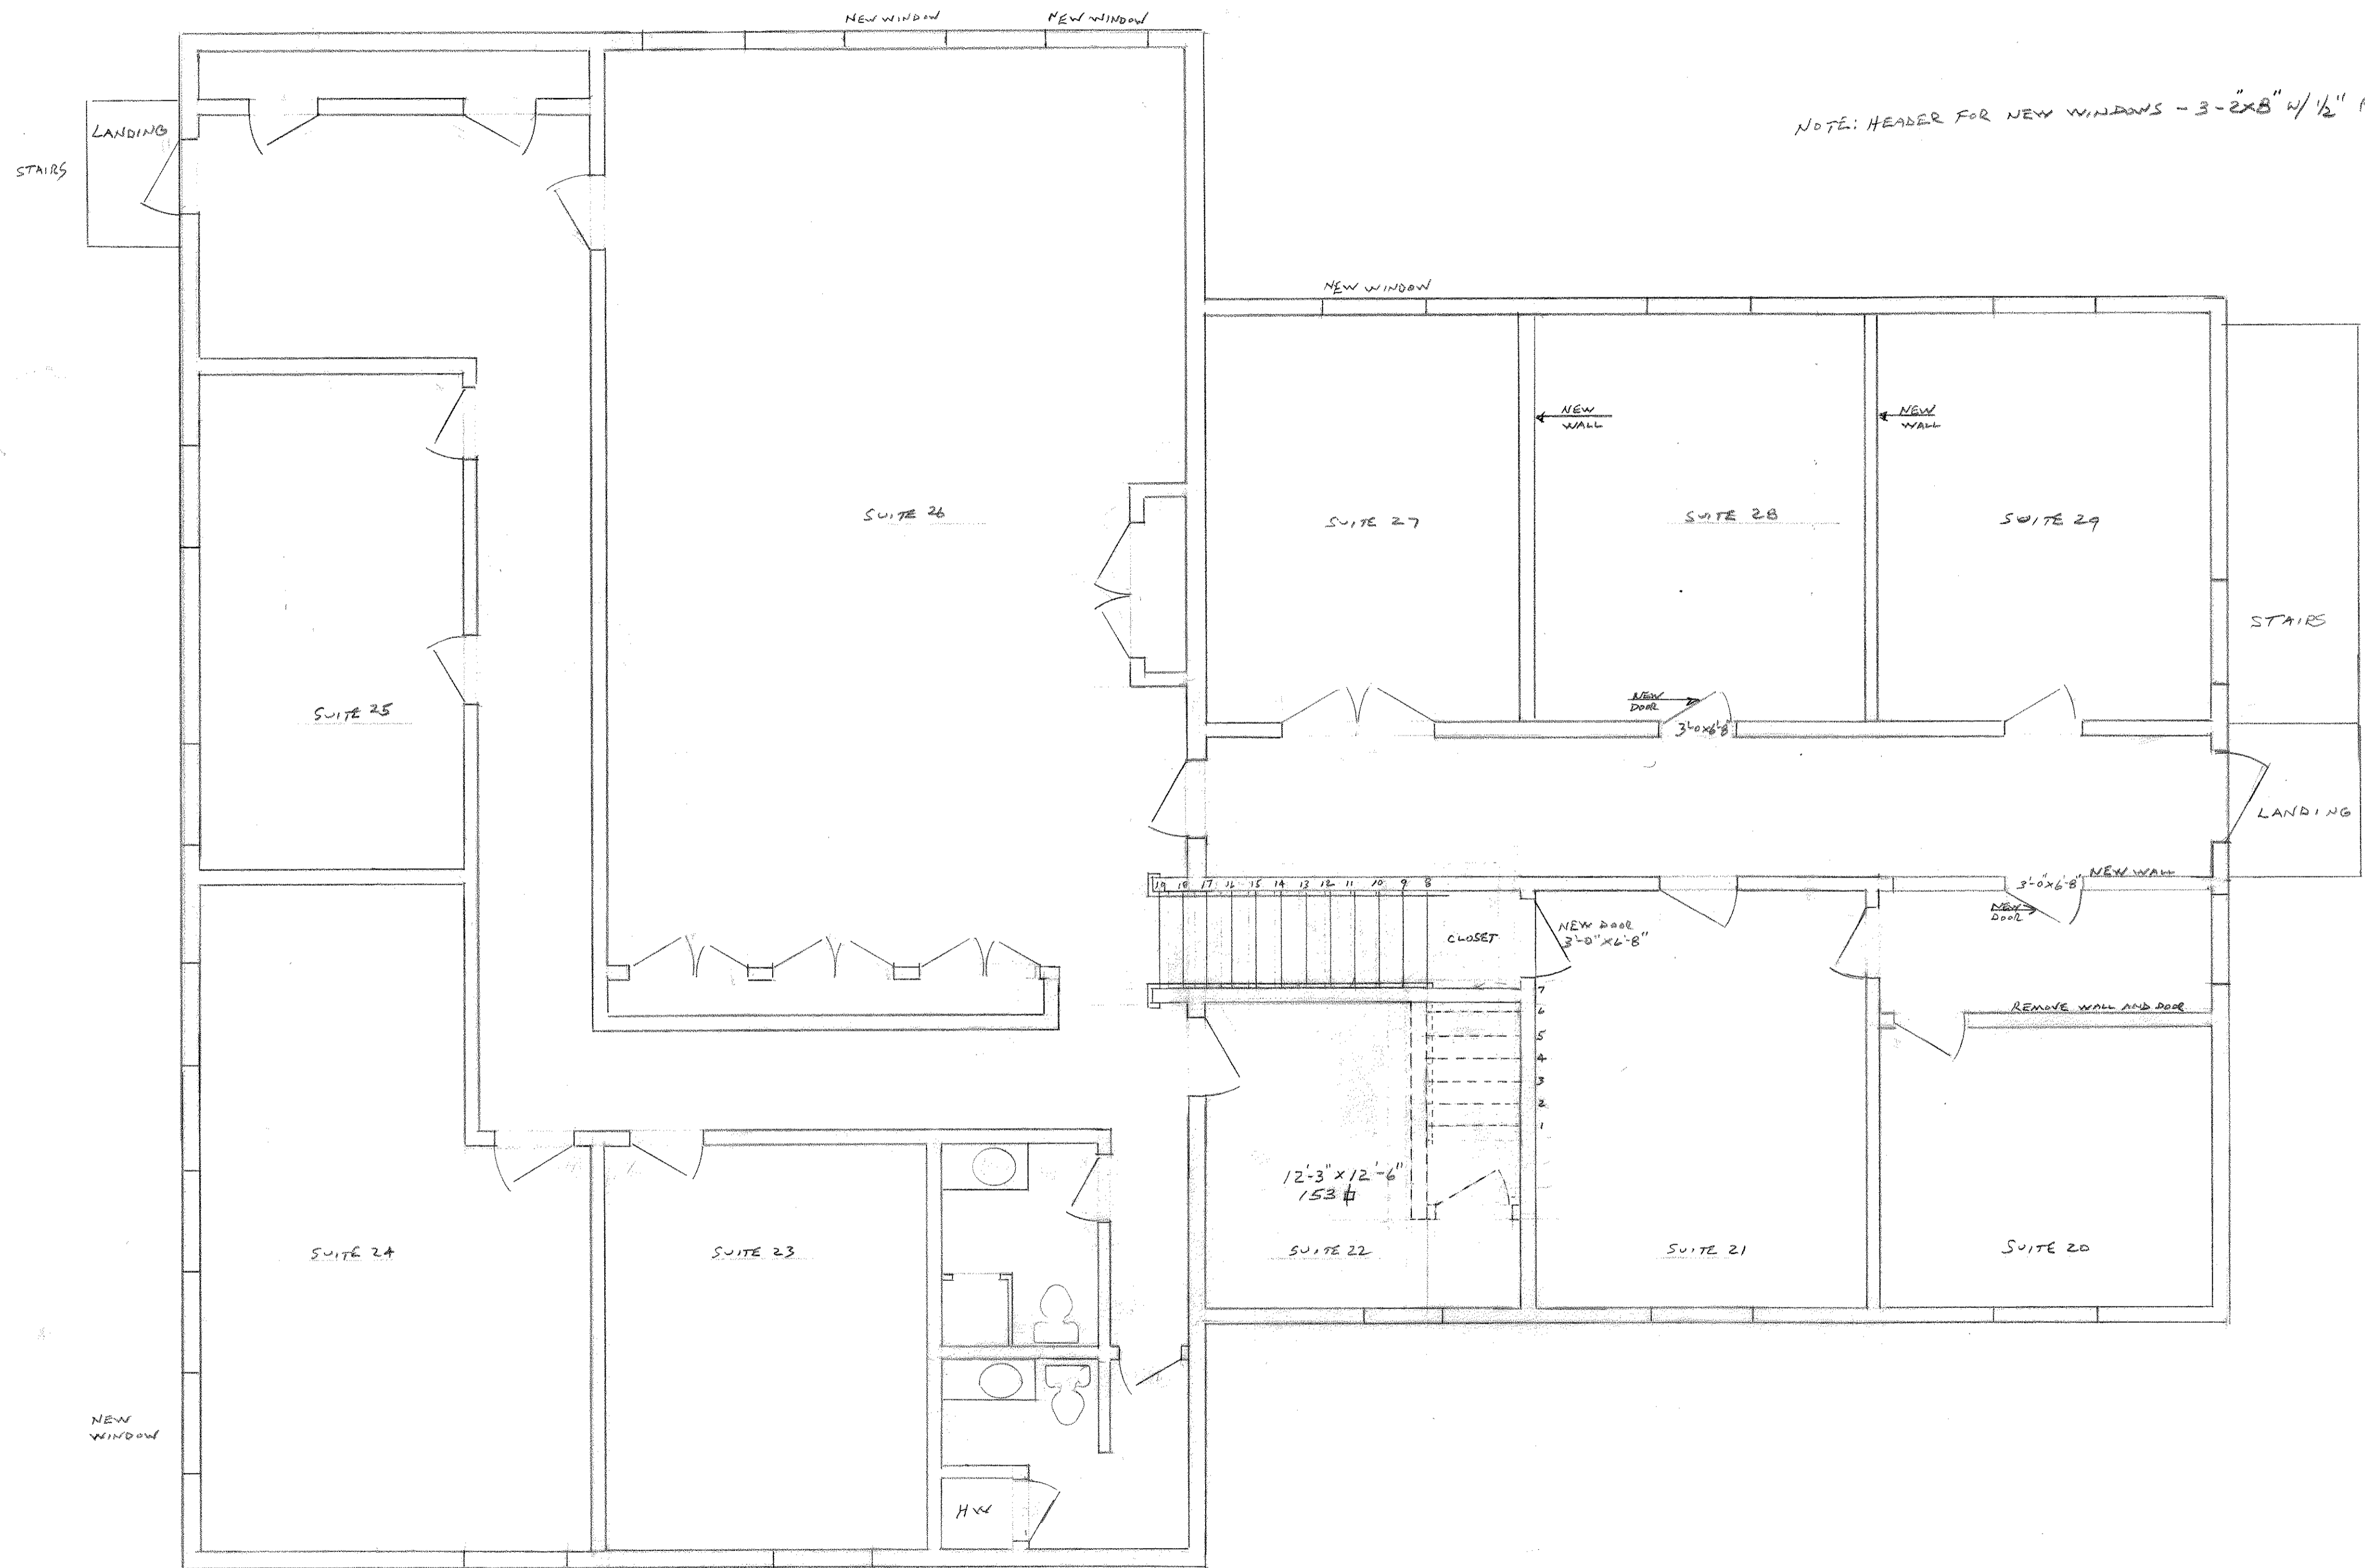 NEW WINDOW
NEW WINDOW
NOTE: HEADER FOR NEW WINDOWS - 3-2"X8" W/ 1/2"
LANDING
STAIRS
NEW WINDOW
NEW
WALL
NEW
WALL
SUITE 26
SUITE 27
SUITE 28
SUITE 29
STAIRS
SUITE 25
NEW
DOOR
3'-0x6'-8"
LANDING
NEW WALL
3'-0"x6'-8"
NEW
DOOR
19 18 17 16 15 14 13 12 11 10 9 8
CLOSET
NEW DOOR
3'-0"x6'-8"
7
6
5
4
3
2
1
REMOVE WALL AND DOOR
12'-3" x 12'-6"
153
SUITE 24
SUITE 23
SUITE 22
SUITE 21
SUITE 20
NEW
WINDOW
HW